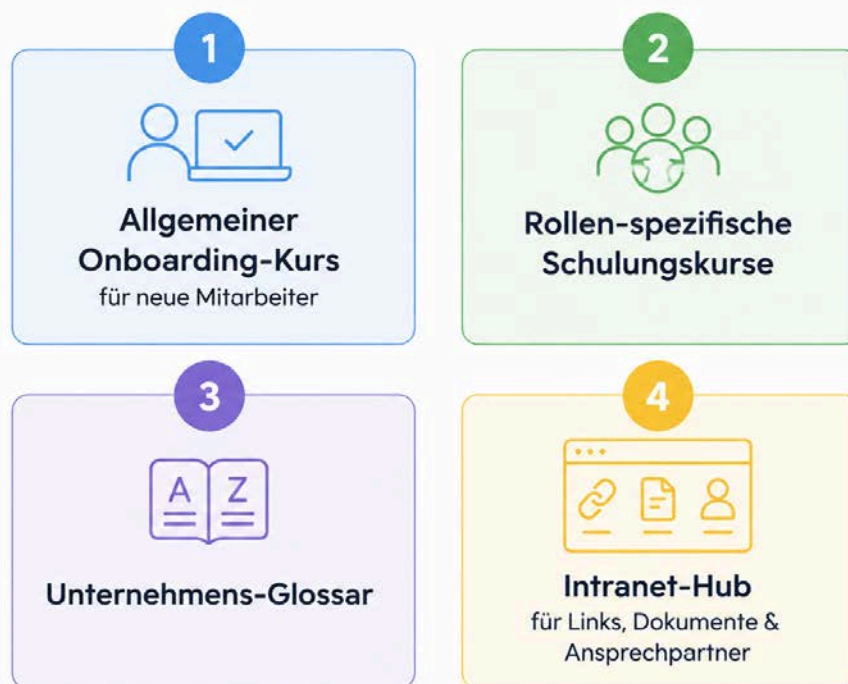 1
Allgemeiner
Onboarding-Kurs
für neue Mitarbeiter
2
Rollen-spezifische
Schulungskurse
3
A Z
Unternehmens-Glossar
4
Intranet-Hub
für Links, Dokumente &
Ansprechpartner